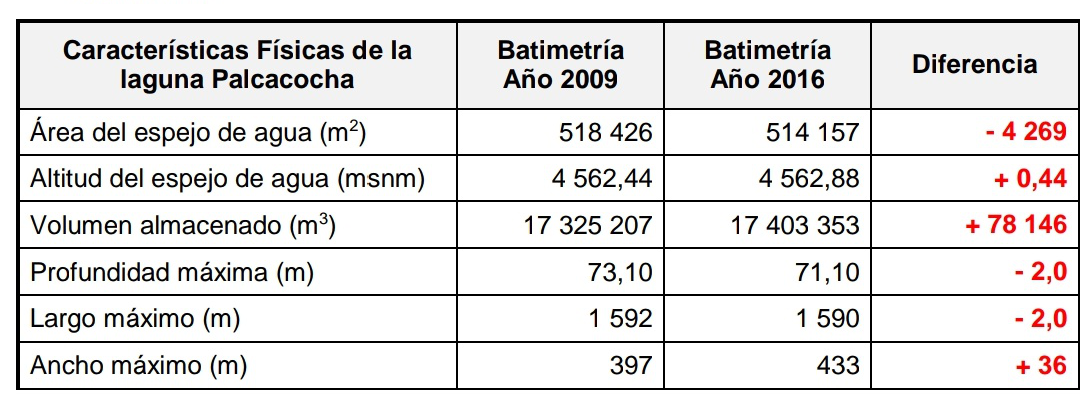 Características Físicas de la laguna Palcacocha Batimetría Año 2009 Batimetría Año 2016 Diferencia
Área del espejo de agua (m²) 518 426 514 157 - 4 269
Altitud del espejo de agua (msnm) 4 562,44 4 562,88 + 0,44
Volumen almacenado (m³) 17 325 207 17 403 353 + 78 146
Profundidad máxima (m) 73,10 71,10 - 2,0
Largo máximo (m) 1 592 1 590 - 2,0
Ancho máximo (m) 397 433 + 36